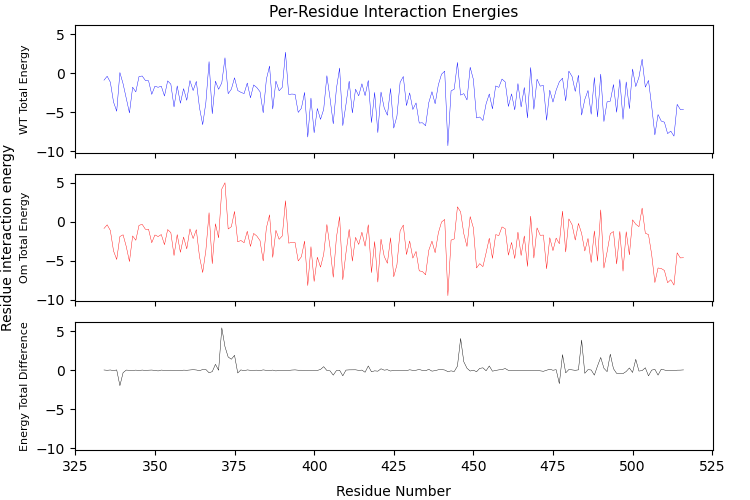 Per-Residue Interaction Energies
5
0
−5
−10
WT Total Energy
5
0
−5
−10
Om Total Energy
Residue interaction energy
5
0
−5
−10
Energy Total Difference
325 350 375 400 425 450 475 500 525
Residue Number